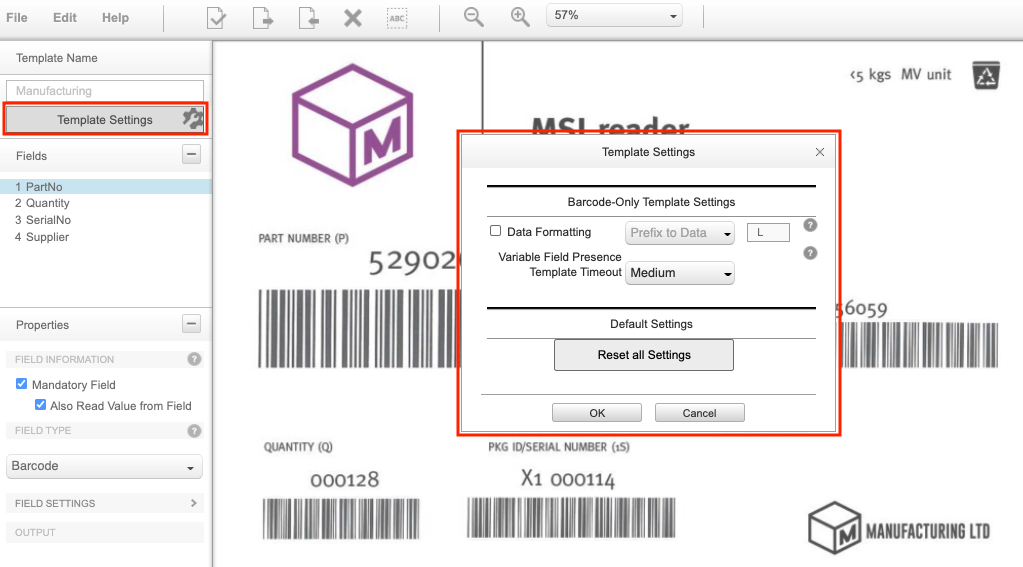 File Edit Help
ABC
57%
Template Name
Manufacturing
Template Settings
Fields
1 PartNo
2 Quantity
3 SerialNo
4 Supplier
Properties
FIELD INFORMATION ?
Mandatory Field
Also Read Value from Field
FIELD TYPE ?
Barcode
FIELD SETTINGS
OUTPUT
M
<5 kgs MV unit
MSL reader
PART NUMBER (P)
52902
56059
QUANTITY (Q)
000128
PKG ID/SERIAL NUMBER (1S)
X1 000114
M MANUFACTURING LTD
Template Settings
Barcode-Only Template Settings
Data Formatting Prefix to Data L ?
Variable Field Presence ?
Template Timeout Medium
Default Settings
Reset all Settings
OK Cancel